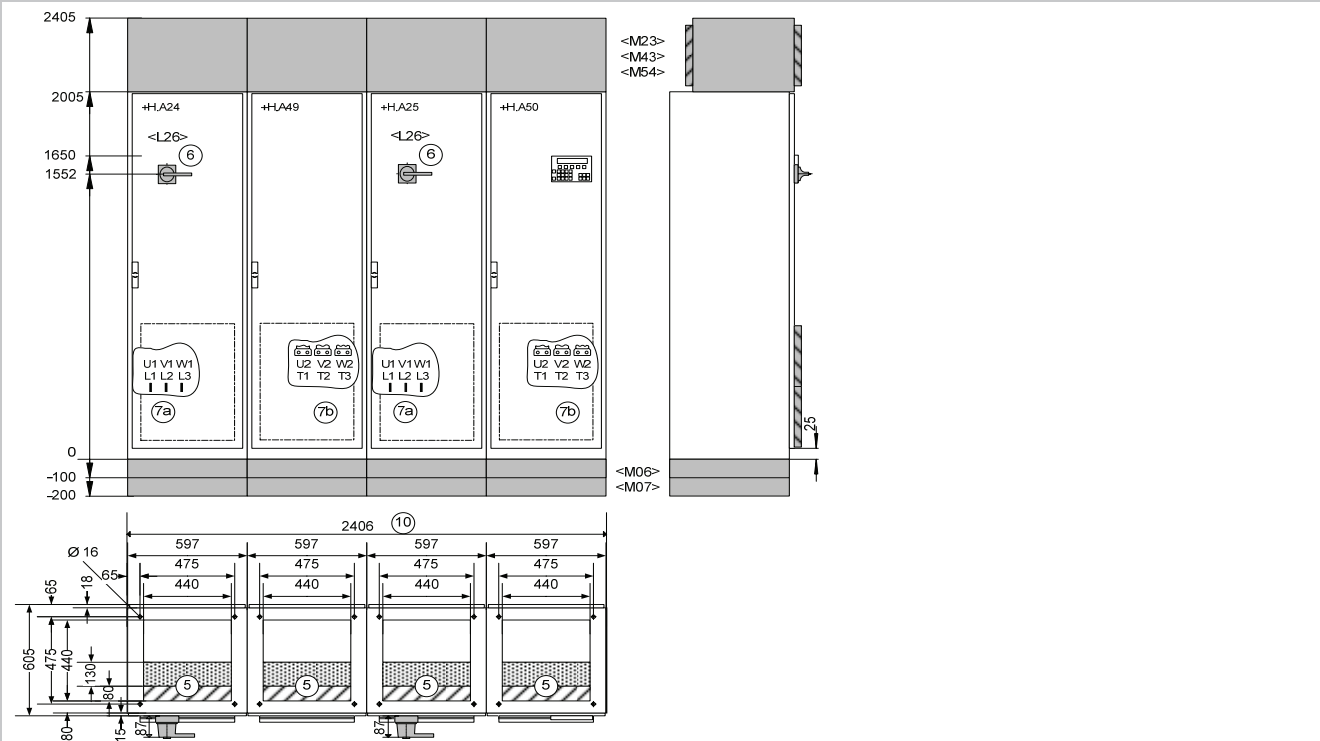 2405
<M23>
<M43>
<M54>
2005
+H.A24 +H.A49 +H.A25 +H.A50
<L26> <L26>
6 6
1650
1552
U1 V1 W1 U2 V2 W2 U1 V1 W1 U2 V2 W2
L1 L2 L3 T1 T2 T3 L1 L2 L3 T1 T2 T3
7a 7b 7a 7b
25
0
-100 <M06>
-200 <M07>
2406 10
597 597 597 597
Ø 16
475 475 475 475
65
440 440 440 440
65 18
605 475 440 130 80
5 5 5 5
80 15 87 87